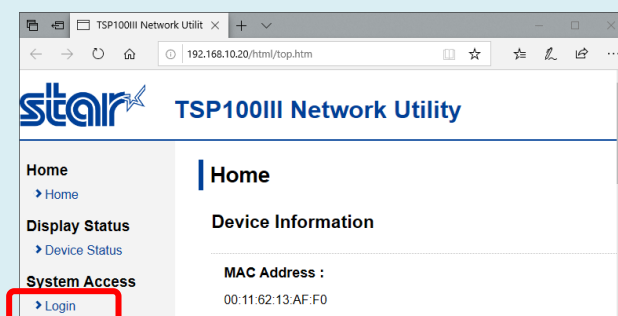 TSP100III Network Utilit
192.168.10.20/html/top.htm
star
TSP100III Network Utility
Home
Home
Home
Device Information
Display Status
Device Status
System Access
Login
MAC Address :
00:11:62:13:AF:F0